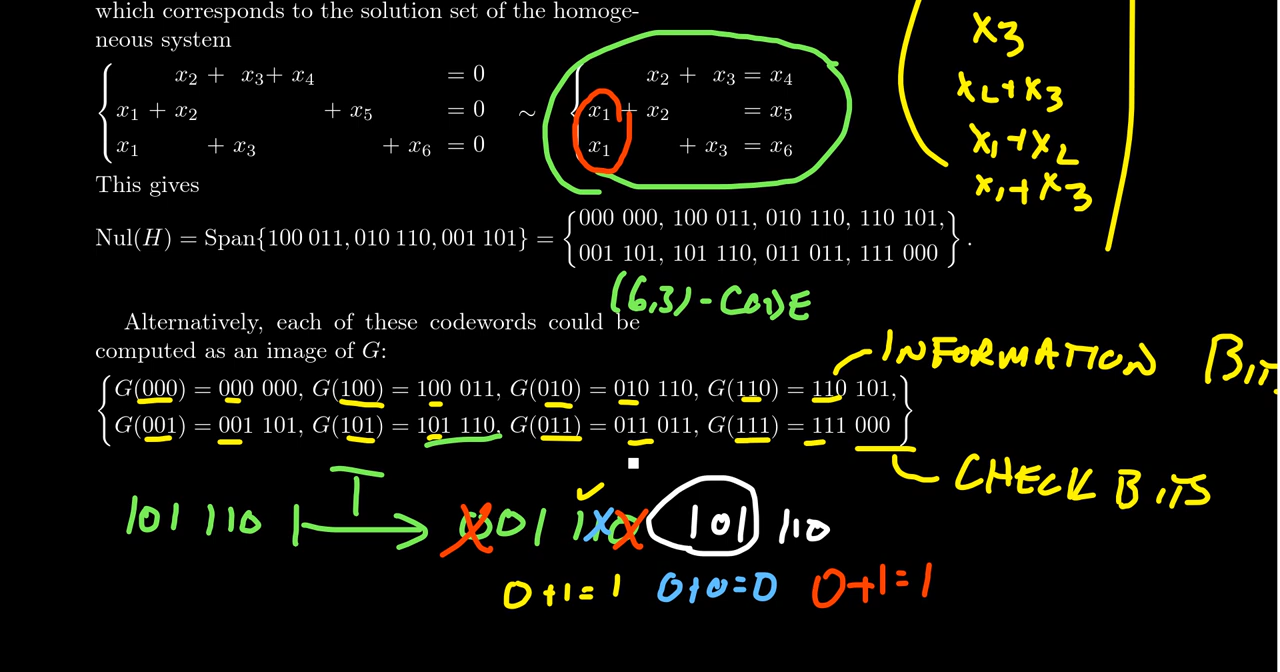 which corresponds to the solution set of the homoge-
neous system
x₂ + x₃ + x₄ = 0
x₁ + x₂ + x₅ = 0
x₁ + x₃ + x₆ = 0
~
x₂ + x₃ = x₄
x₁ + x₂ = x₅
x₁ + x₃ = x₆
x₃
x₂+x₃
x₁+x₂
x₁+x₃
This gives
Nul(H) = Span{100 011, 010 110, 001 101} = {000 000, 100 011, 010 110, 110 101,
001 101, 101 110, 011 011, 111 000}.
(6,3)-CODE
Alternatively, each of these codewords could be
computed as an image of G:
{G(000) = 000 000, G(100) = 100 011, G(010) = 010 110, G(110) = 110 101,
G(001) = 001 101, G(101) = 101 110, G(011) = 011 011, G(111) = 111 000}
INFORMATION BIT
CHECK BITS
T
101 110 → 001 110 101 110
0+1=1 0+0=0 0+1=1